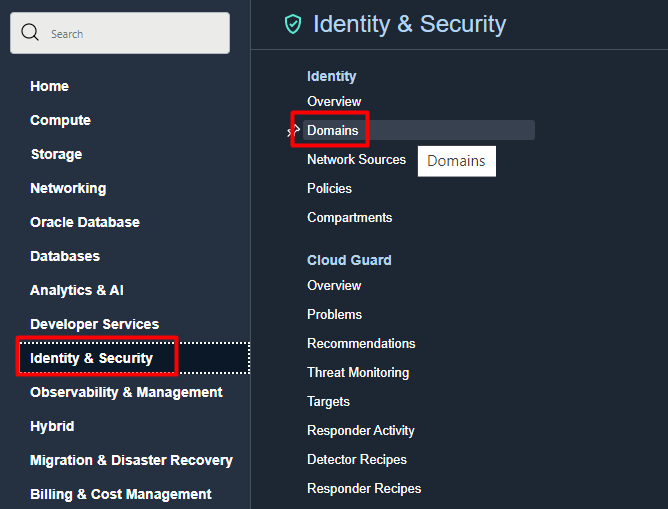 Search
Home
Compute
Storage
Networking
Oracle Database
Databases
Analytics & AI
Developer Services
Identity & Security
Observability & Management
Hybrid
Migration & Disaster Recovery
Billing & Cost Management
Identity & Security
Identity
Overview
Domains
Network Sources
Domains
Policies
Compartments
Cloud Guard
Overview
Problems
Recommendations
Threat Monitoring
Targets
Responder Activity
Detector Recipes
Responder Recipes